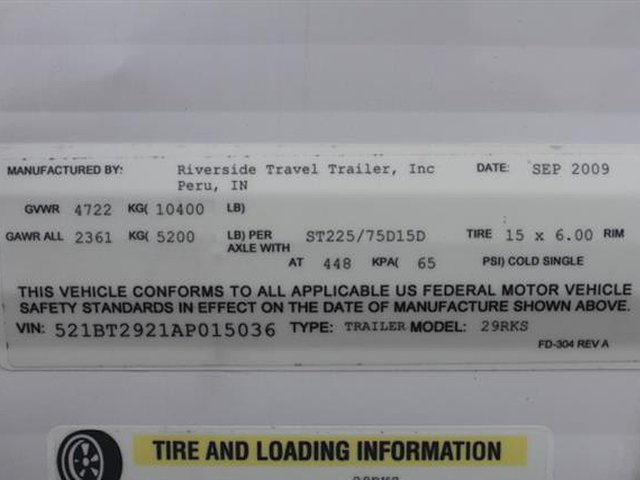 MANUFACTURED BY: Riverside Travel Trailer, Inc DATE: SEP 2009
Peru, IN
GVWR 4722 KG( 10400 LB)
GAWR ALL 2361 KG( 5200 LB) PER AXLE WITH ST225/75D15D TIRE 15 x 6.00 RIM
AT 448 KPA( 65 PSI) COLD SINGLE
THIS VEHICLE CONFORMS TO ALL APPLICABLE US FEDERAL MOTOR VEHICLE
SAFETY STANDARDS IN EFFECT ON THE DATE OF MANUFACTURE SHOWN ABOVE.
VIN: 521BT2921AP015036 TYPE: TRAILER MODEL: 29RKS
FD-304 REV A
TIRE AND LOADING INFORMATION